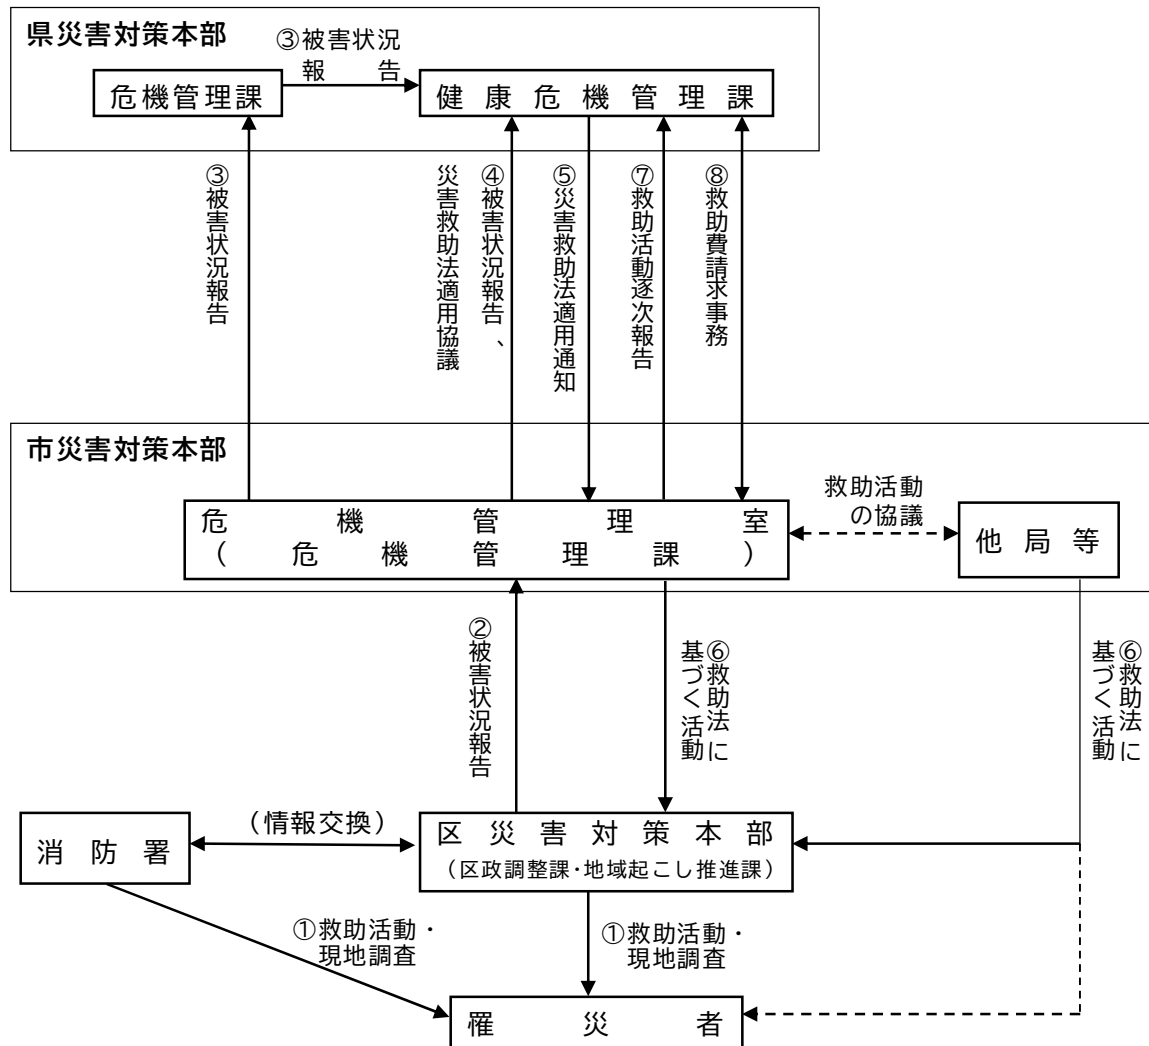 県災害対策本部
③被害状況
報告
危機管理課
健康危機管理課
③被害状況報告
④被害状況報告、
災害救助法適用協議
⑤災害救助法適用通知
⑦救助活動逐次報告
⑧救助費請求事務
市災害対策本部
危機管理室
(危機管理課)
救助活動
の協議
他局等
②被害状況報告
⑥救助法に
基づく活動
⑥救助法に
基づく活動
消防署
(情報交換)
区災害対策本部
(区政調整課・地域起こし推進課)
①救助活動・
現地調査
①救助活動・
現地調査
罹災者